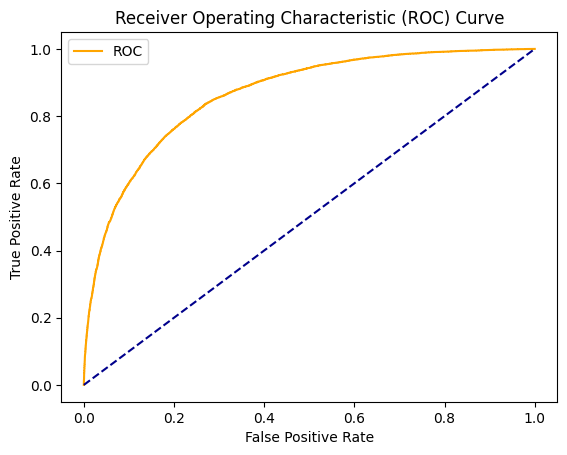 Receiver Operating Characteristic (ROC) Curve
ROC
1.0
0.8
0.6
0.4
0.2
0.0
True Positive Rate
0.0 0.2 0.4 0.6 0.8 1.0
False Positive Rate